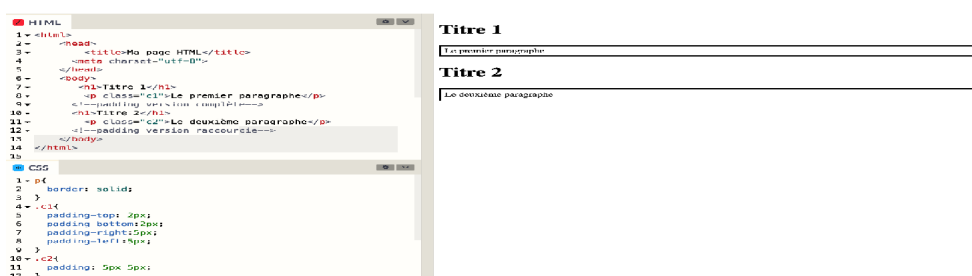 HTML
1 <html>
2 <head>
3 <title>Ma page HTML</title>
4 <meta charset="utf-8">
5 </head>
6 <body>
7 <h1>Titre 1</h1>
8 <p class="c1">Le premier paragraphe</p>
9 <!--padding version complète-->
10 <h1>Titre 2</h1>
11 <p class="c2">Le deuxième paragraphe</p>
12 <!--padding version raccourcie-->
13 </body>
14 </html>
15
CSS
1 p{
2 border: solid;
3 }
4 .c1{
5 padding-top: 2px;
6 padding-bottom:2px;
7 padding-right:5px;
8 padding-left:5px;
9 }
10 .c2{
11 padding: 5px 5px;
12 }
Titre 1
Le premier paragraphe
Titre 2
Le deuxième paragraphe